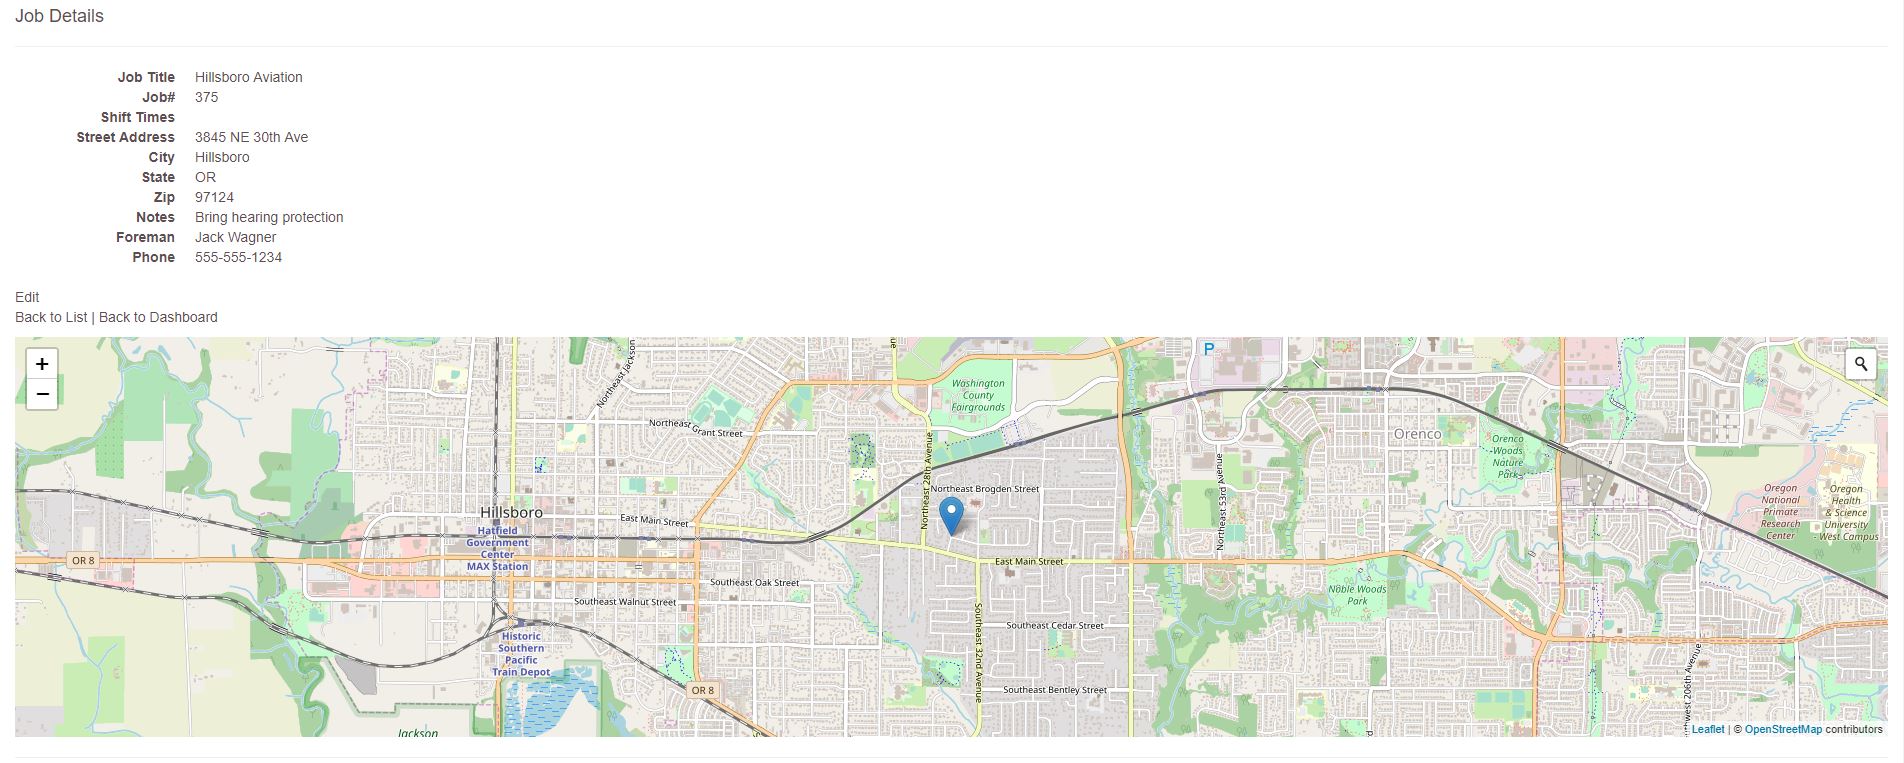 Job Details
Job Title Hillsboro Aviation
Job# 375
Shift Times
Street Address 3845 NE 30th Ave
City Hillsboro
State OR
Zip 97124
Notes Bring hearing protection
Foreman Jack Wagner
Phone 555-555-1234
Edit
Back to List | Back to Dashboard
+
−
P
Northeast Jackson
ue
Washington
County
Fairgrounds
Northeast Grant Street
Orenco
Orenco
Woods
Nature
Park
Northeast 28th Avenue
Northeast Brogden Street
Northeast 53rd Avenue
Oregon
National
Primate
Research
Center
Oregon
Health
& Science
University
- West Campus
Hillsboro
East Main Street
Hatfield
Government
Center
MAX Station
OR 8
East Main Street
Southeast Oak Street
Southeast Walnut Street
Noble Woods
Park
Southeast 32nd Avenue
Southeast Cedar Street
Historic
Southern
Pacific
Train Depot
OR 8
Southeast Bentley Street
hwest 206th Avenue
Jackson
Leaflet | © OpenStreetMap contributors